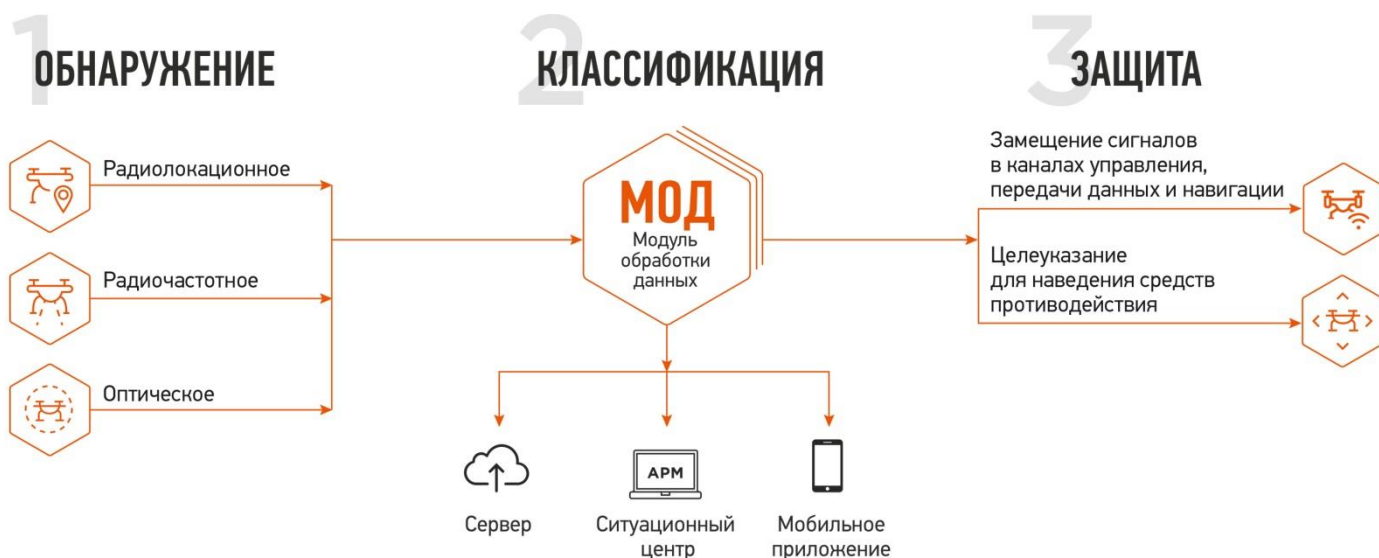 1
ОБНАРУЖЕНИЕ
Радиолокационное
Радиочастотное
Оптическое
2
КЛАССИФИКАЦИЯ
МОД
Модуль
обработки
данных
Сервер
АРМ
Ситуационный
центр
Мобильное
приложение
3
ЗАЩИТА
Замещение сигналов
в каналах управления,
передачи данных и навигации
Целеуказание
для наведения средств
противодействия